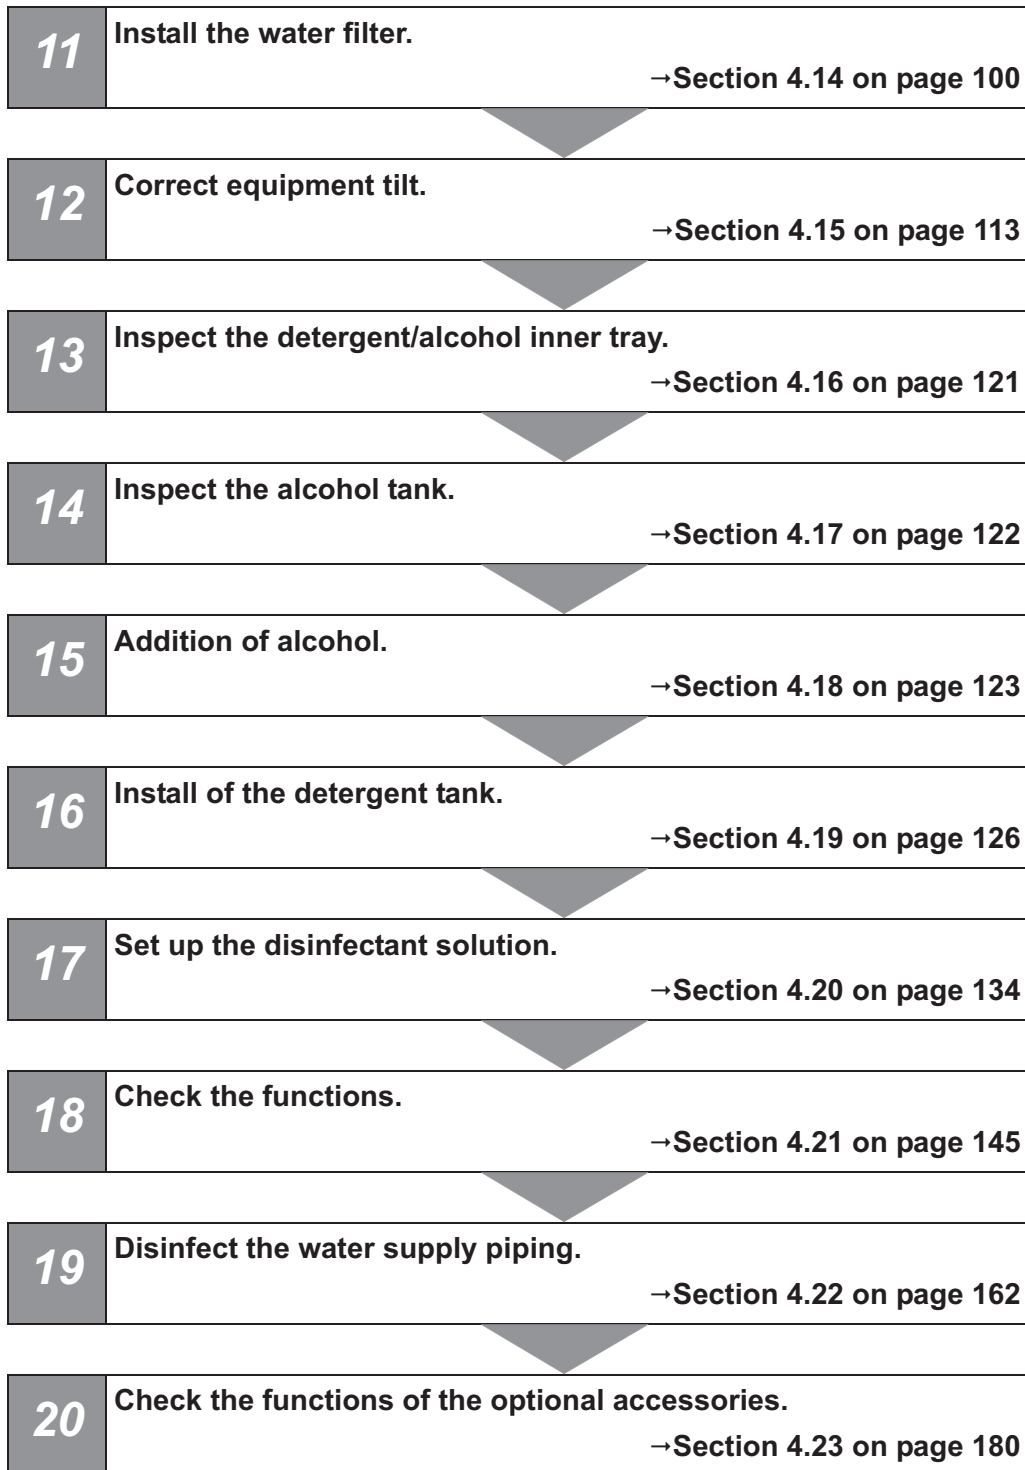 11
Install the water filter.
→Section 4.14 on page 100
12
Correct equipment tilt.
→Section 4.15 on page 113
13
Inspect the detergent/alcohol inner tray.
→Section 4.16 on page 121
14
Inspect the alcohol tank.
→Section 4.17 on page 122
15
Addition of alcohol.
→Section 4.18 on page 123
16
Install of the detergent tank.
→Section 4.19 on page 126
17
Set up the disinfectant solution.
→Section 4.20 on page 134
18
Check the functions.
→Section 4.21 on page 145
19
Disinfect the water supply piping.
→Section 4.22 on page 162
20
Check the functions of the optional accessories.
→Section 4.23 on page 180